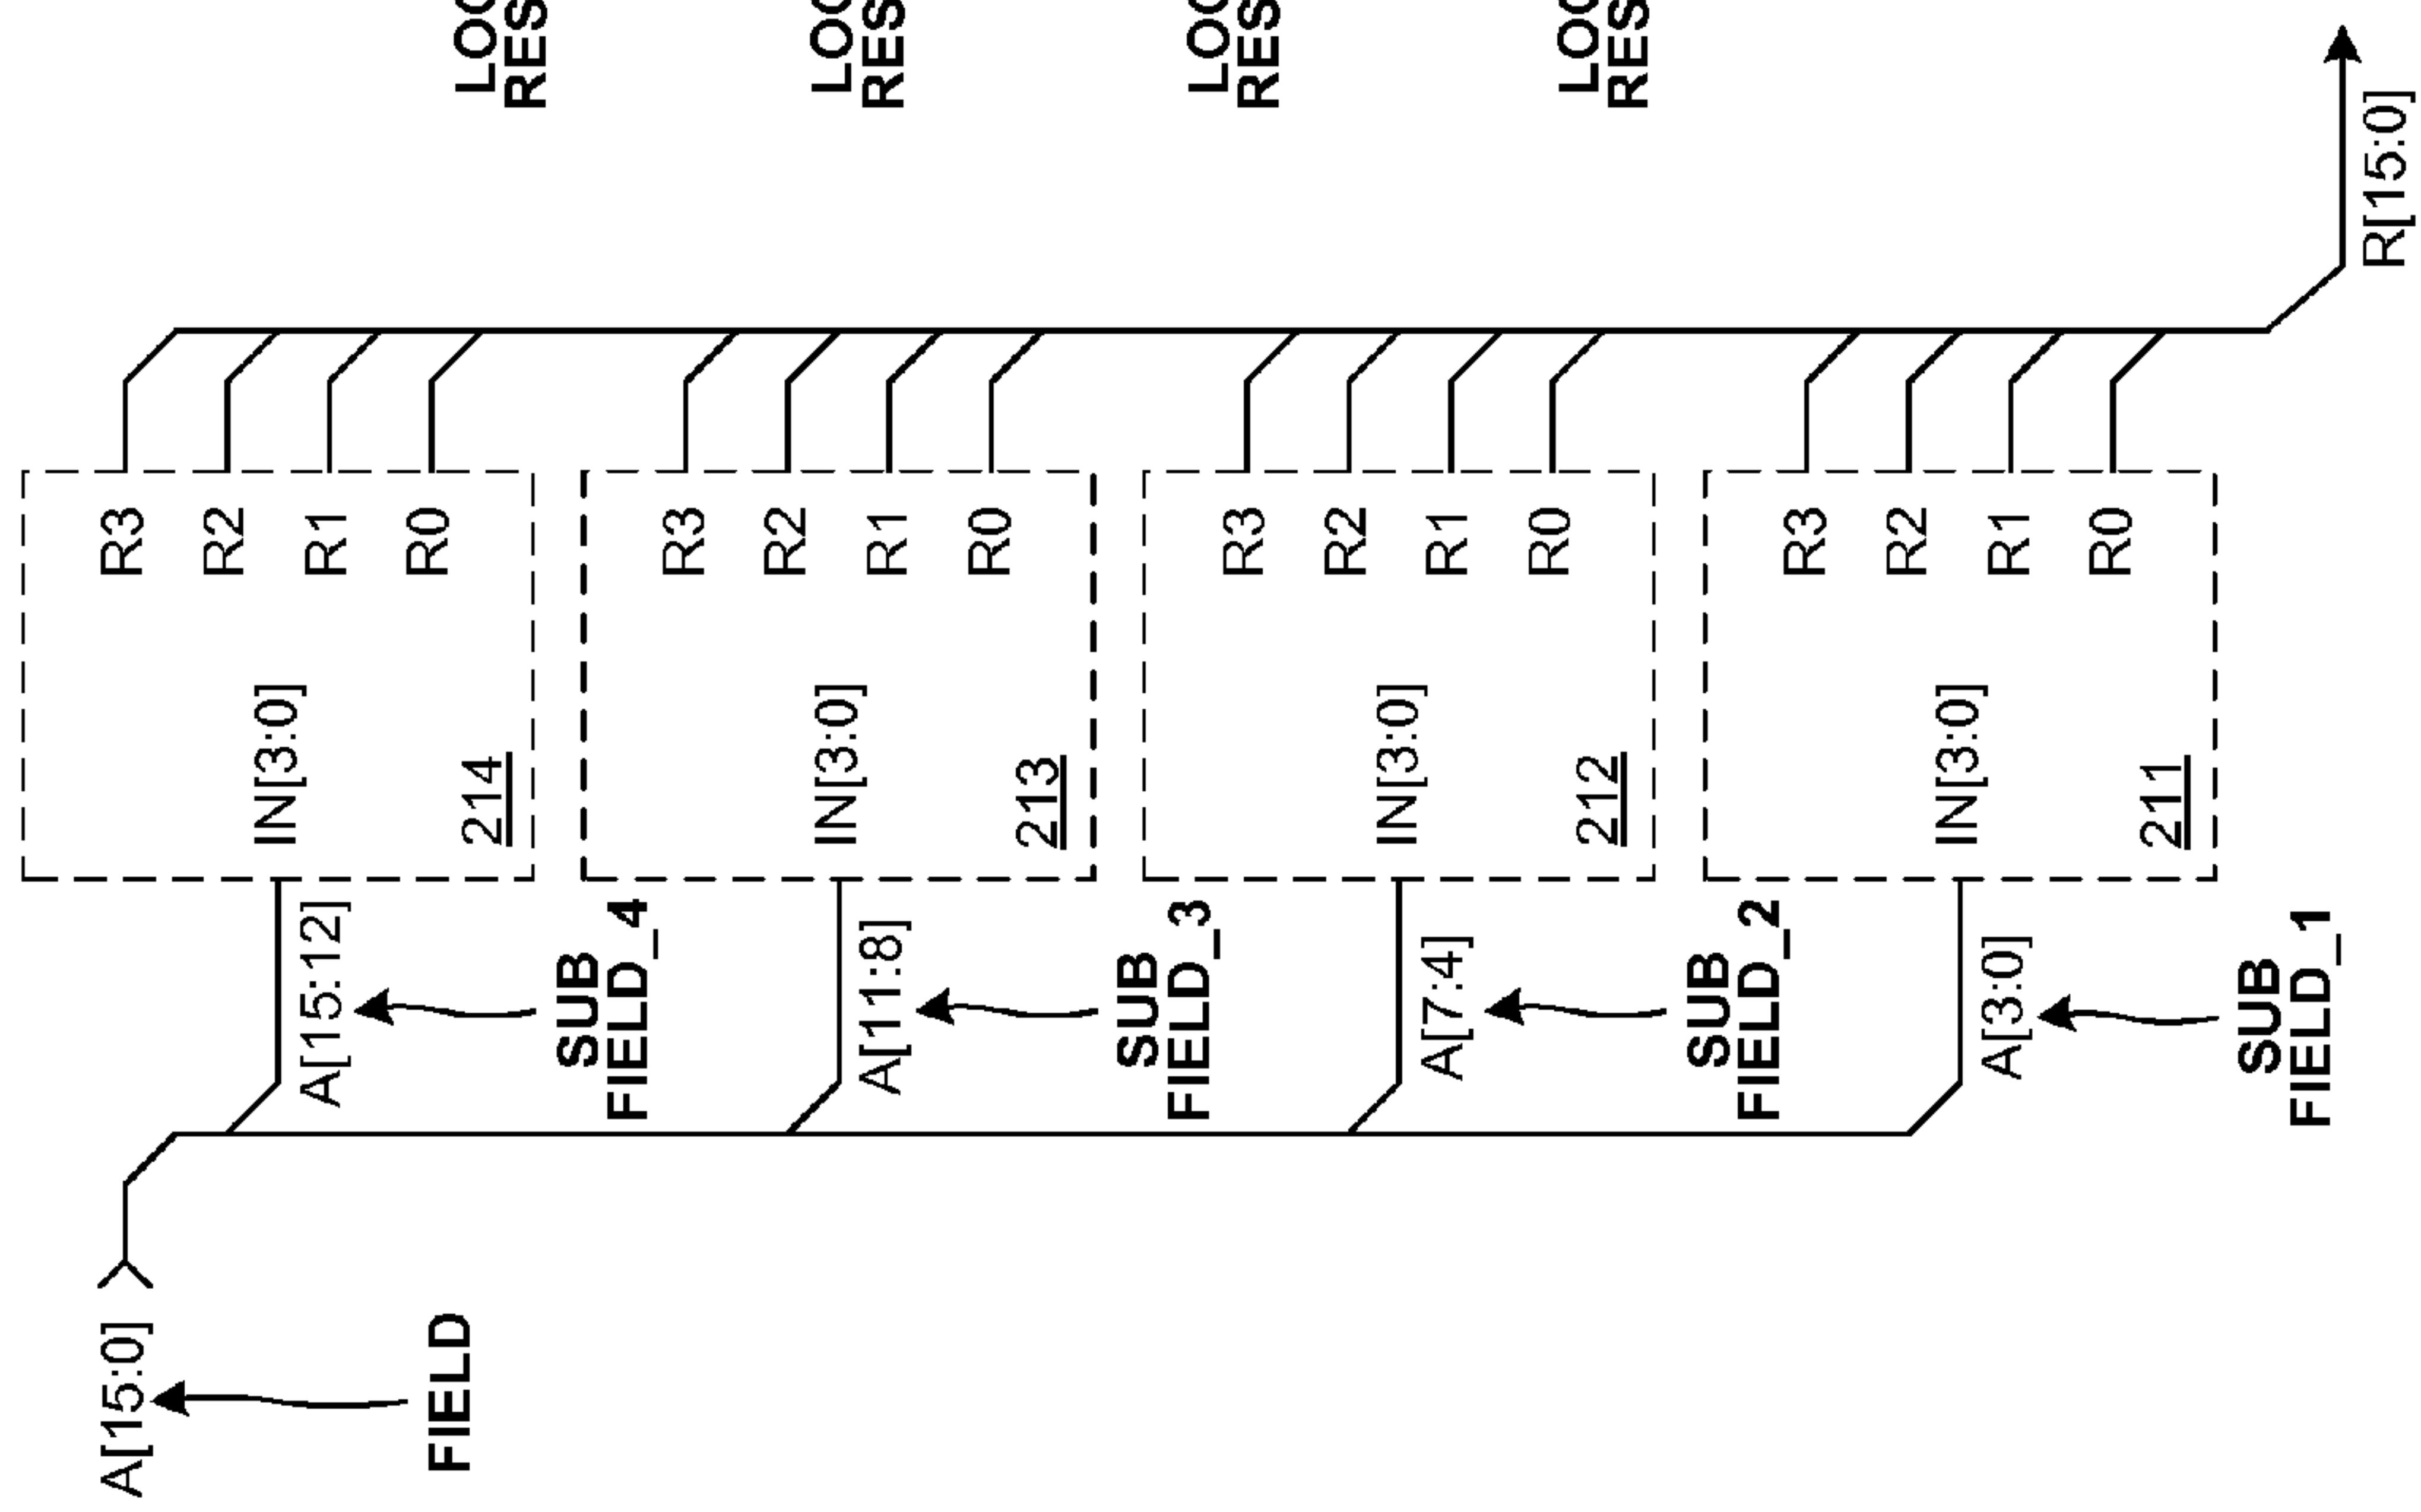 A[15:0]
FIELD
A[15:12]
SUB
FIELD_4
IN[3:0]
214
R3
R2
R1
R0
A[11:8]
SUB
FIELD_3
IN[3:0]
213
R3
R2
R1
R0
A[7:4]
SUB
FIELD_2
IN[3:0]
212
R3
R2
R1
R0
A[3:0]
SUB
FIELD_1
IN[3:0]
211
R3
R2
R1
R0
R[15:0]